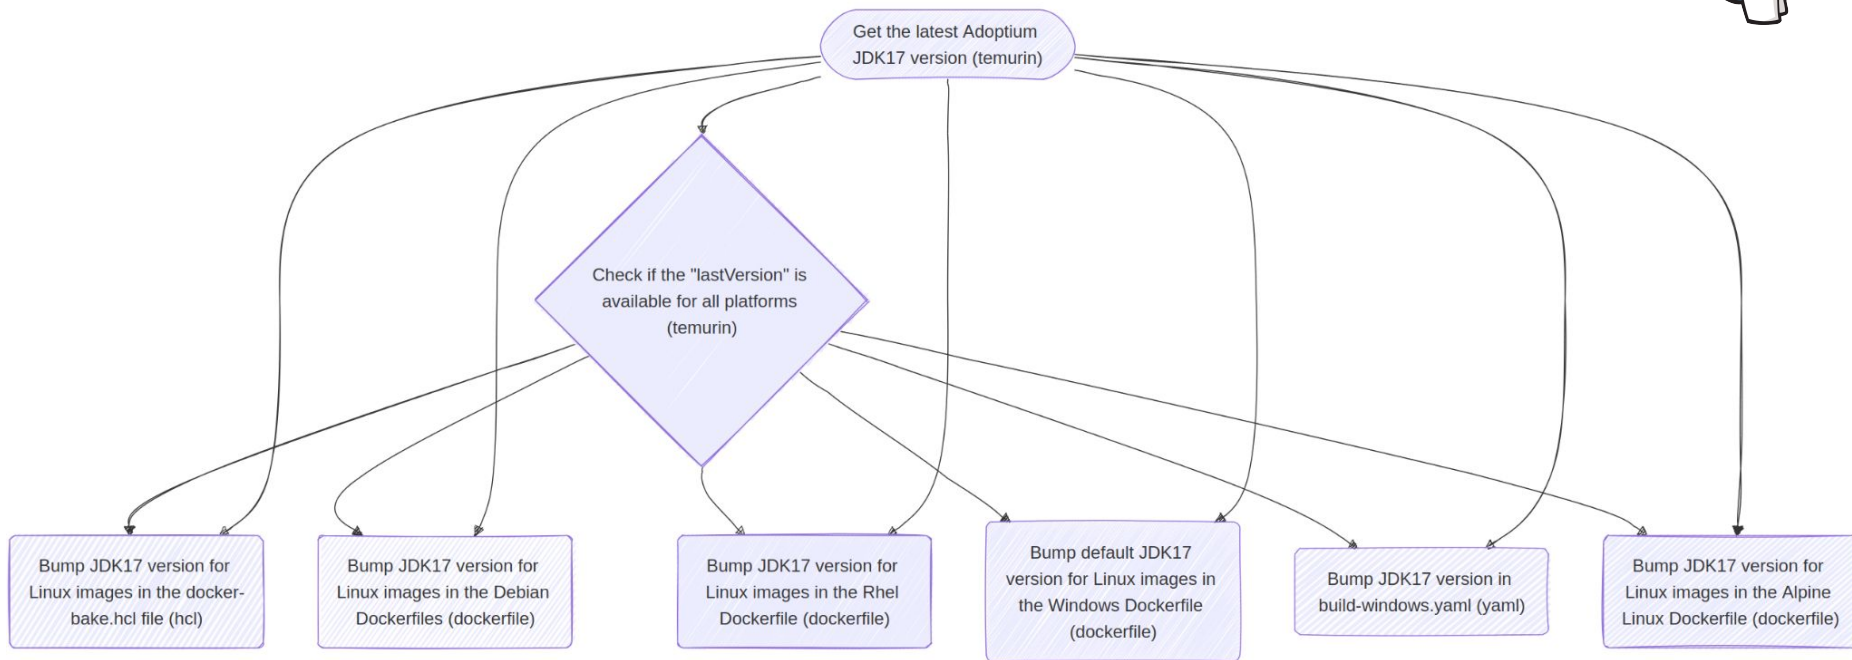 Get the latest Adoptium
JDK17 version (temurin)
Check if the "lastVersion" is
available for all platforms
(temurin)
Bump JDK17 version for
Linux images in the docker-
bake.hcl file (hcl)
Bump JDK17 version for
Linux images in the Debian
Dockerfiles (dockerfile)
Bump JDK17 version for
Linux images in the Rhel
Dockerfile (dockerfile)
Bump default JDK17
version for Linux images in
the Windows Dockerfile
(dockerfile)
Bump JDK17 version in
build-windows.yaml (yaml)
Bump JDK17 version for
Linux images in the Alpine
Linux Dockerfile (dockerfile)